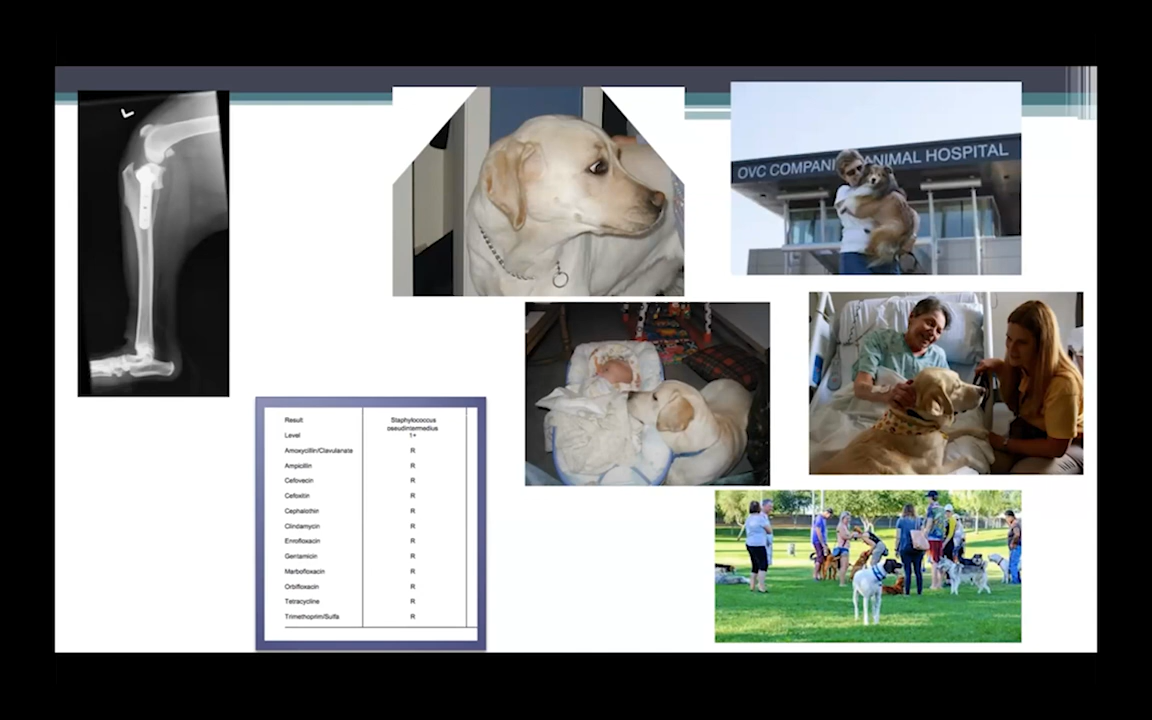 OVC COMPANI ANIMAL HOSPITAL
Result Staphylococcus
pseudintermedius
Level 1+
Amoxycillin/Clavulanate R
Ampicillin R
Cefovecin R
Cefoxitin R
Cephalothin R
Clindamycin R
Enrofloxacin R
Gentamicin R
Marbofloxacin R
Orbifloxacin R
Tetracycline R
Trimethoprim/Sulfa R